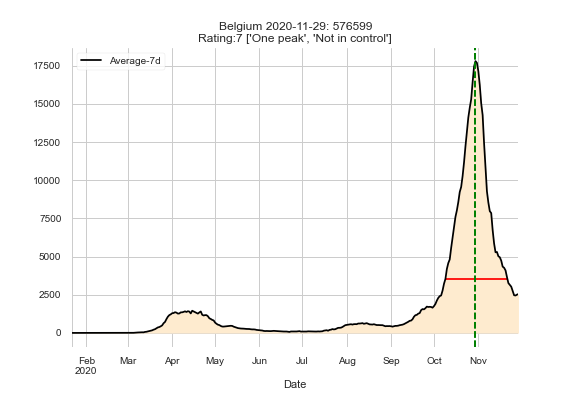 Belgium 2020-11-29: 576599
Rating:7 ['One peak', 'Not in control']
Average-7d
17500
15000
12500
10000
7500
5000
2500
0
Feb Mar Apr May Jun Jul Aug Sep Oct Nov
2020
Date